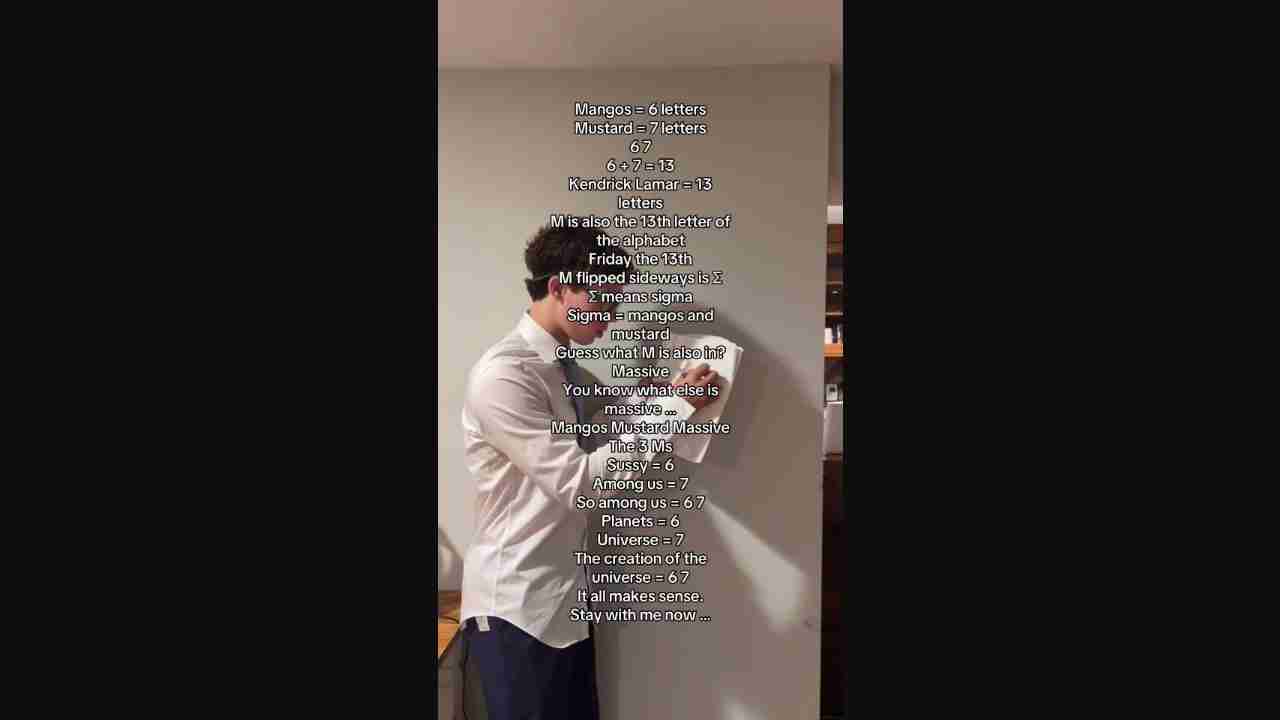 Mangos = 6 letters
Mustard = 7 letters
6 7
6 + 7 = 13
Kendrick Lamar = 13
letters
M is also the 13th letter of
the alphabet
Friday the 13th
M flipped sideways is Σ
Σ means sigma
Sigma = mangos and
mustard
Guess what M is also in?
Massive
You know what else is
massive ...
Mangos Mustard Massive
The 3 Ms
Sussy = 6
Among us = 7
So among us = 6 7
Planets = 6
Universe = 7
The creation of the
universe = 6 7
It all makes sense.
Stay with me now ...